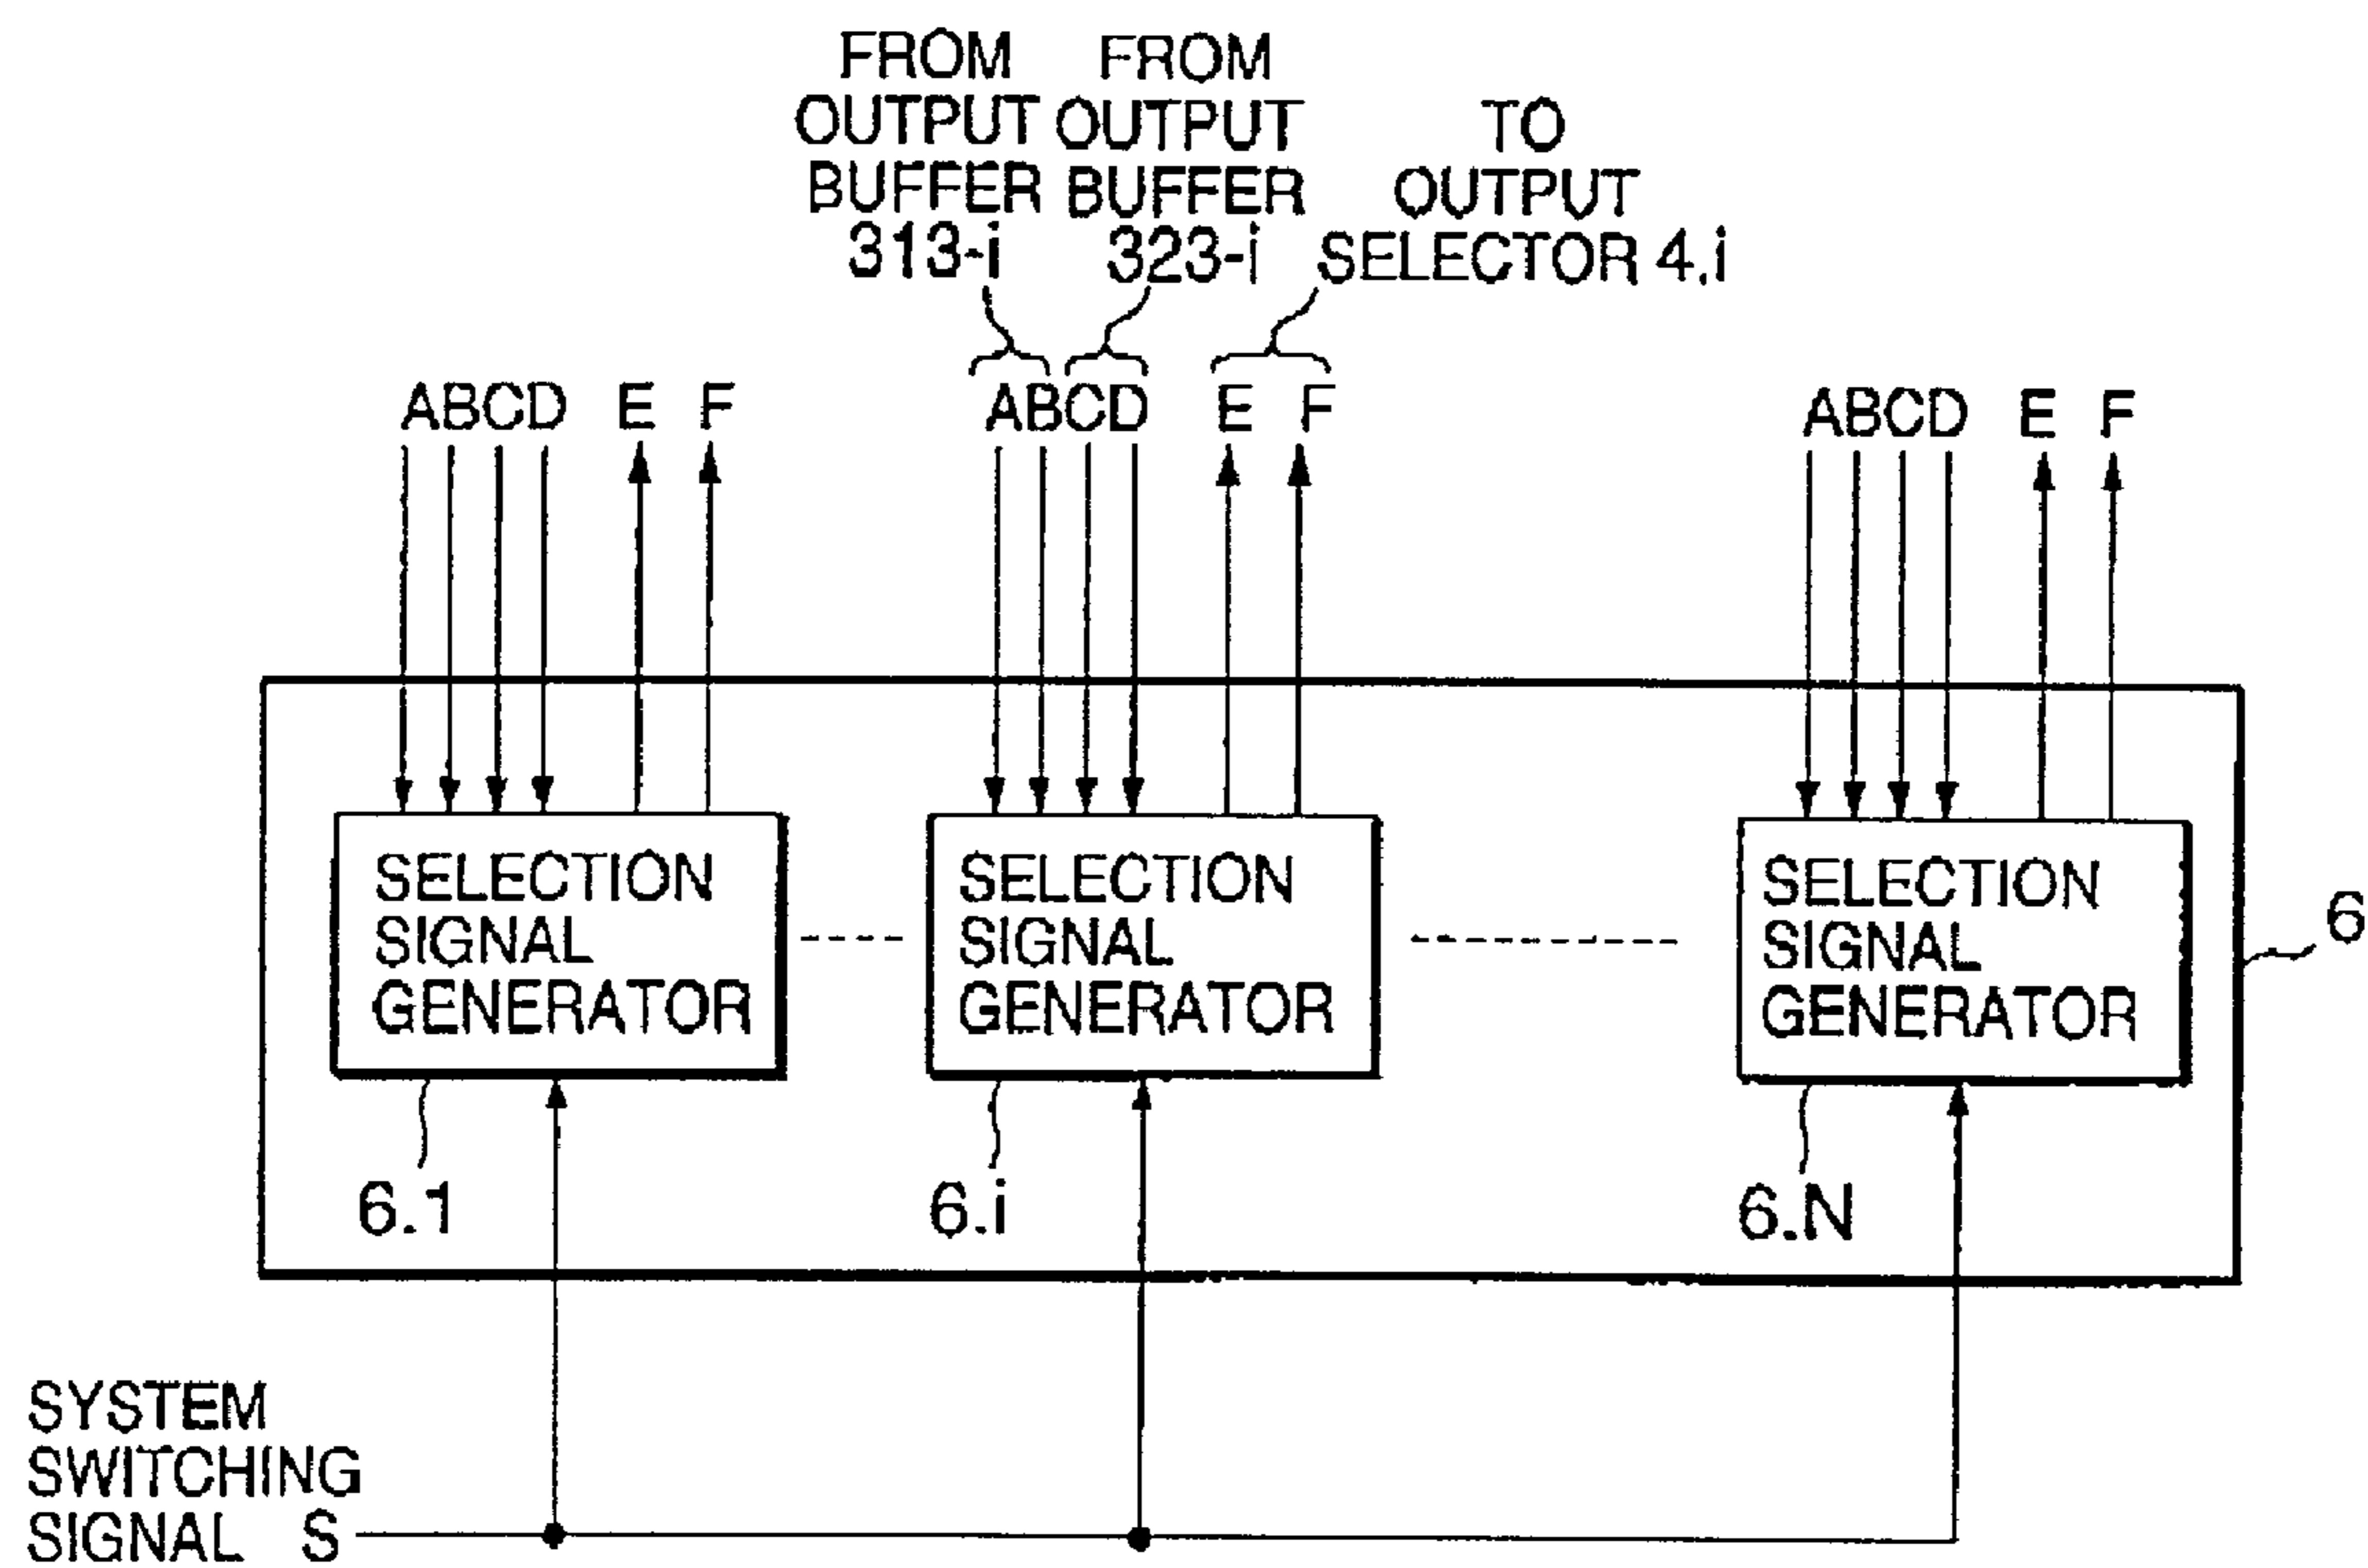 FROM
OUTPUT
BUFFER
313-i
FROM
OUTPUT
BUFFER
323-i
TO
OUTPUT
SELECTOR 4.i
ABCD E F
ABCD E F
ABCD E F
SELECTION
SIGNAL
GENERATOR
SELECTION
SIGNAL
GENERATOR
SELECTION
SIGNAL
GENERATOR
6
6.1
6.i
6.N
SYSTEM
SWITCHING
SIGNAL S